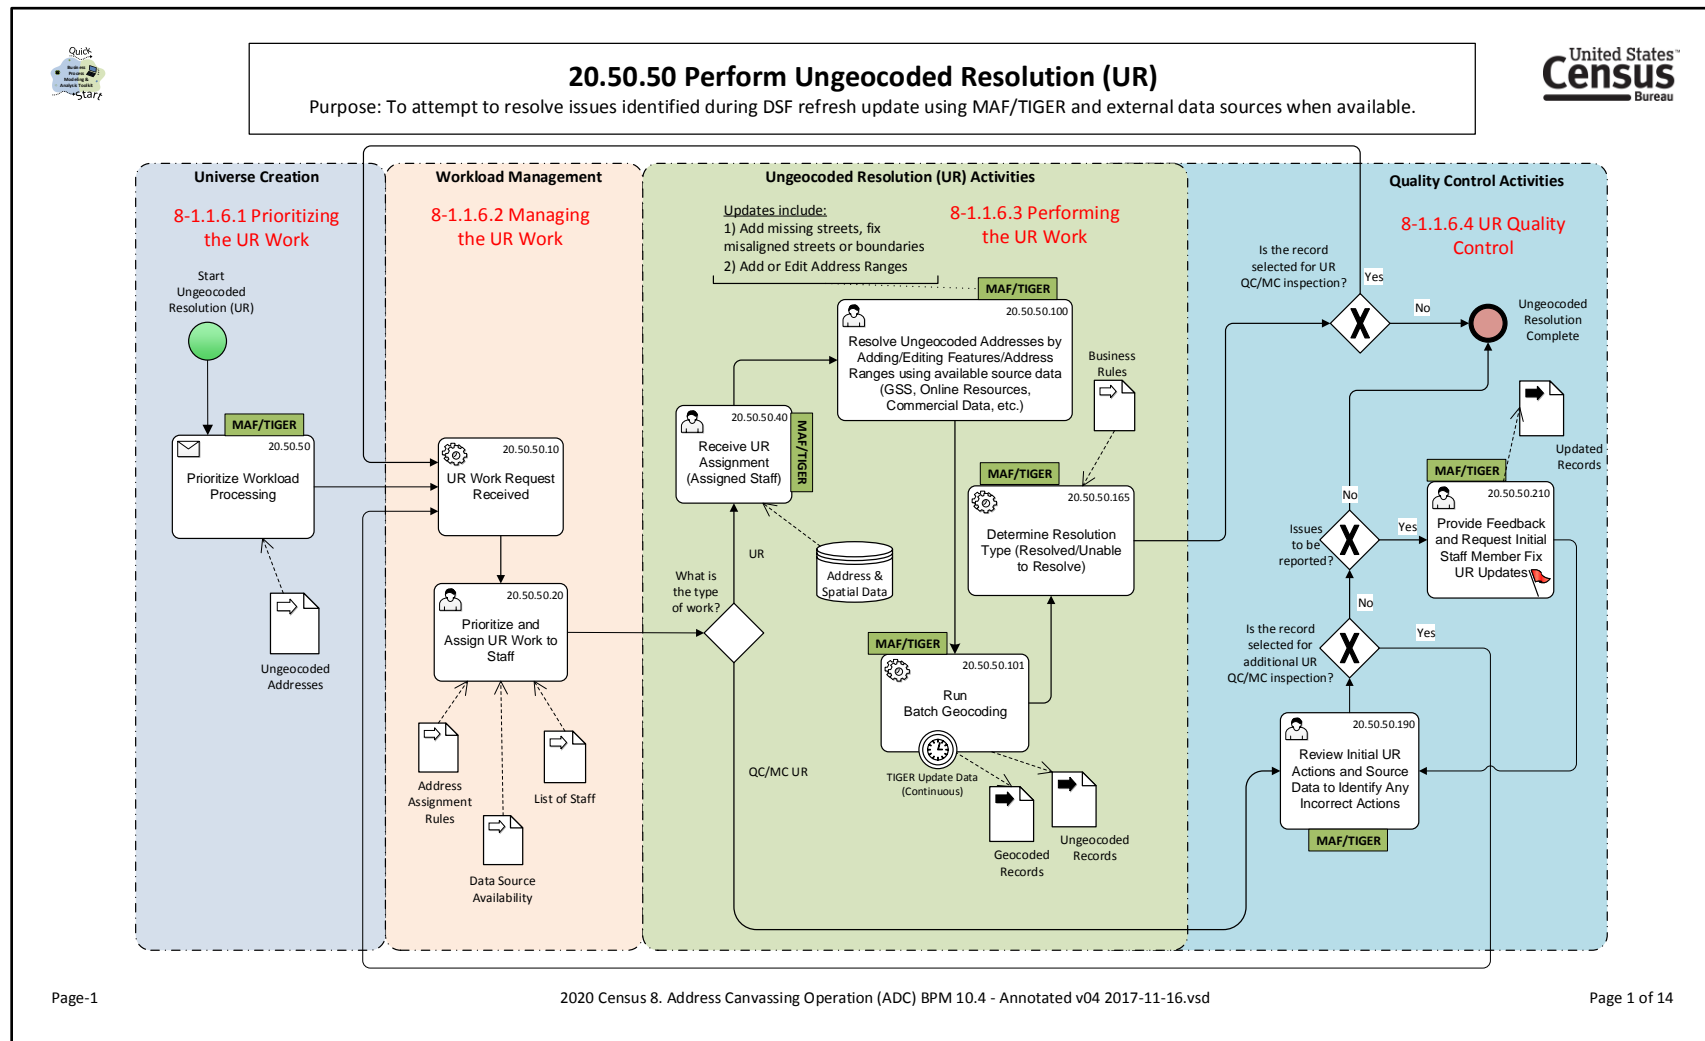 Quick
Business
Process
Modeling &
Analysis Toolkit
Start
20.50.50 Perform Ungeocoded Resolution (UR)
Purpose: To attempt to resolve issues identified during DSF refresh update using MAF/TIGER and external data sources when available.
United States™
Census
Bureau
Universe Creation
8-1.1.6.1 Prioritizing
the UR Work
Start
Ungeocoded
Resolution (UR)
MAF/TIGER
20.50.50
Prioritize Workload
Processing
Ungeocoded
Addresses
Workload Management
8-1.1.6.2 Managing
the UR Work
20.50.50.10
UR Work Request
Received
20.50.50.20
Prioritize and
Assign UR Work to
Staff
Address
Assignment
Rules
Data Source
Availability
List of Staff
Ungeocoded Resolution (UR) Activities
Updates include:
1) Add missing streets, fix
misaligned streets or boundaries
2) Add or Edit Address Ranges
8-1.1.6.3 Performing
the UR Work
MAF/TIGER
20.50.50.100
Resolve Ungeocoded Addresses by
Adding/Editing Features/Address
Ranges using available source data
(GSS, Online Resources,
Commercial Data, etc.)
Business
Rules
20.50.50.40
Receive UR
Assignment
(Assigned Staff)
MAF/TIGER
MAF/TIGER
20.50.50.165
Determine Resolution
Type (Resolved/Unable
to Resolve)
UR
What is
the type
of work?
Address &
Spatial Data
MAF/TIGER
20.50.50.101
Run
Batch Geocoding
QC/MC UR
TIGER Update Data
(Continuous)
Geocoded
Records
Ungeocoded
Records
Quality Control Activities
8-1.1.6.4 UR Quality
Control
Is the record
selected for UR
QC/MC inspection?
Yes
X
No
Ungeocoded
Resolution
Complete
Updated
Records
No
Issues
to be
reported?
X
Yes
MAF/TIGER
20.50.50.210
Provide Feedback
and Request Initial
Staff Member Fix
UR Updates
No
Is the record
selected for
additional UR
QC/MC inspection?
X
Yes
20.50.50.190
Review Initial UR
Actions and Source
Data to Identify Any
Incorrect Actions
MAF/TIGER
Page-1
2020 Census 8. Address Canvassing Operation (ADC) BPM 10.4 - Annotated v04 2017-11-16.vsd
Page 1 of 14